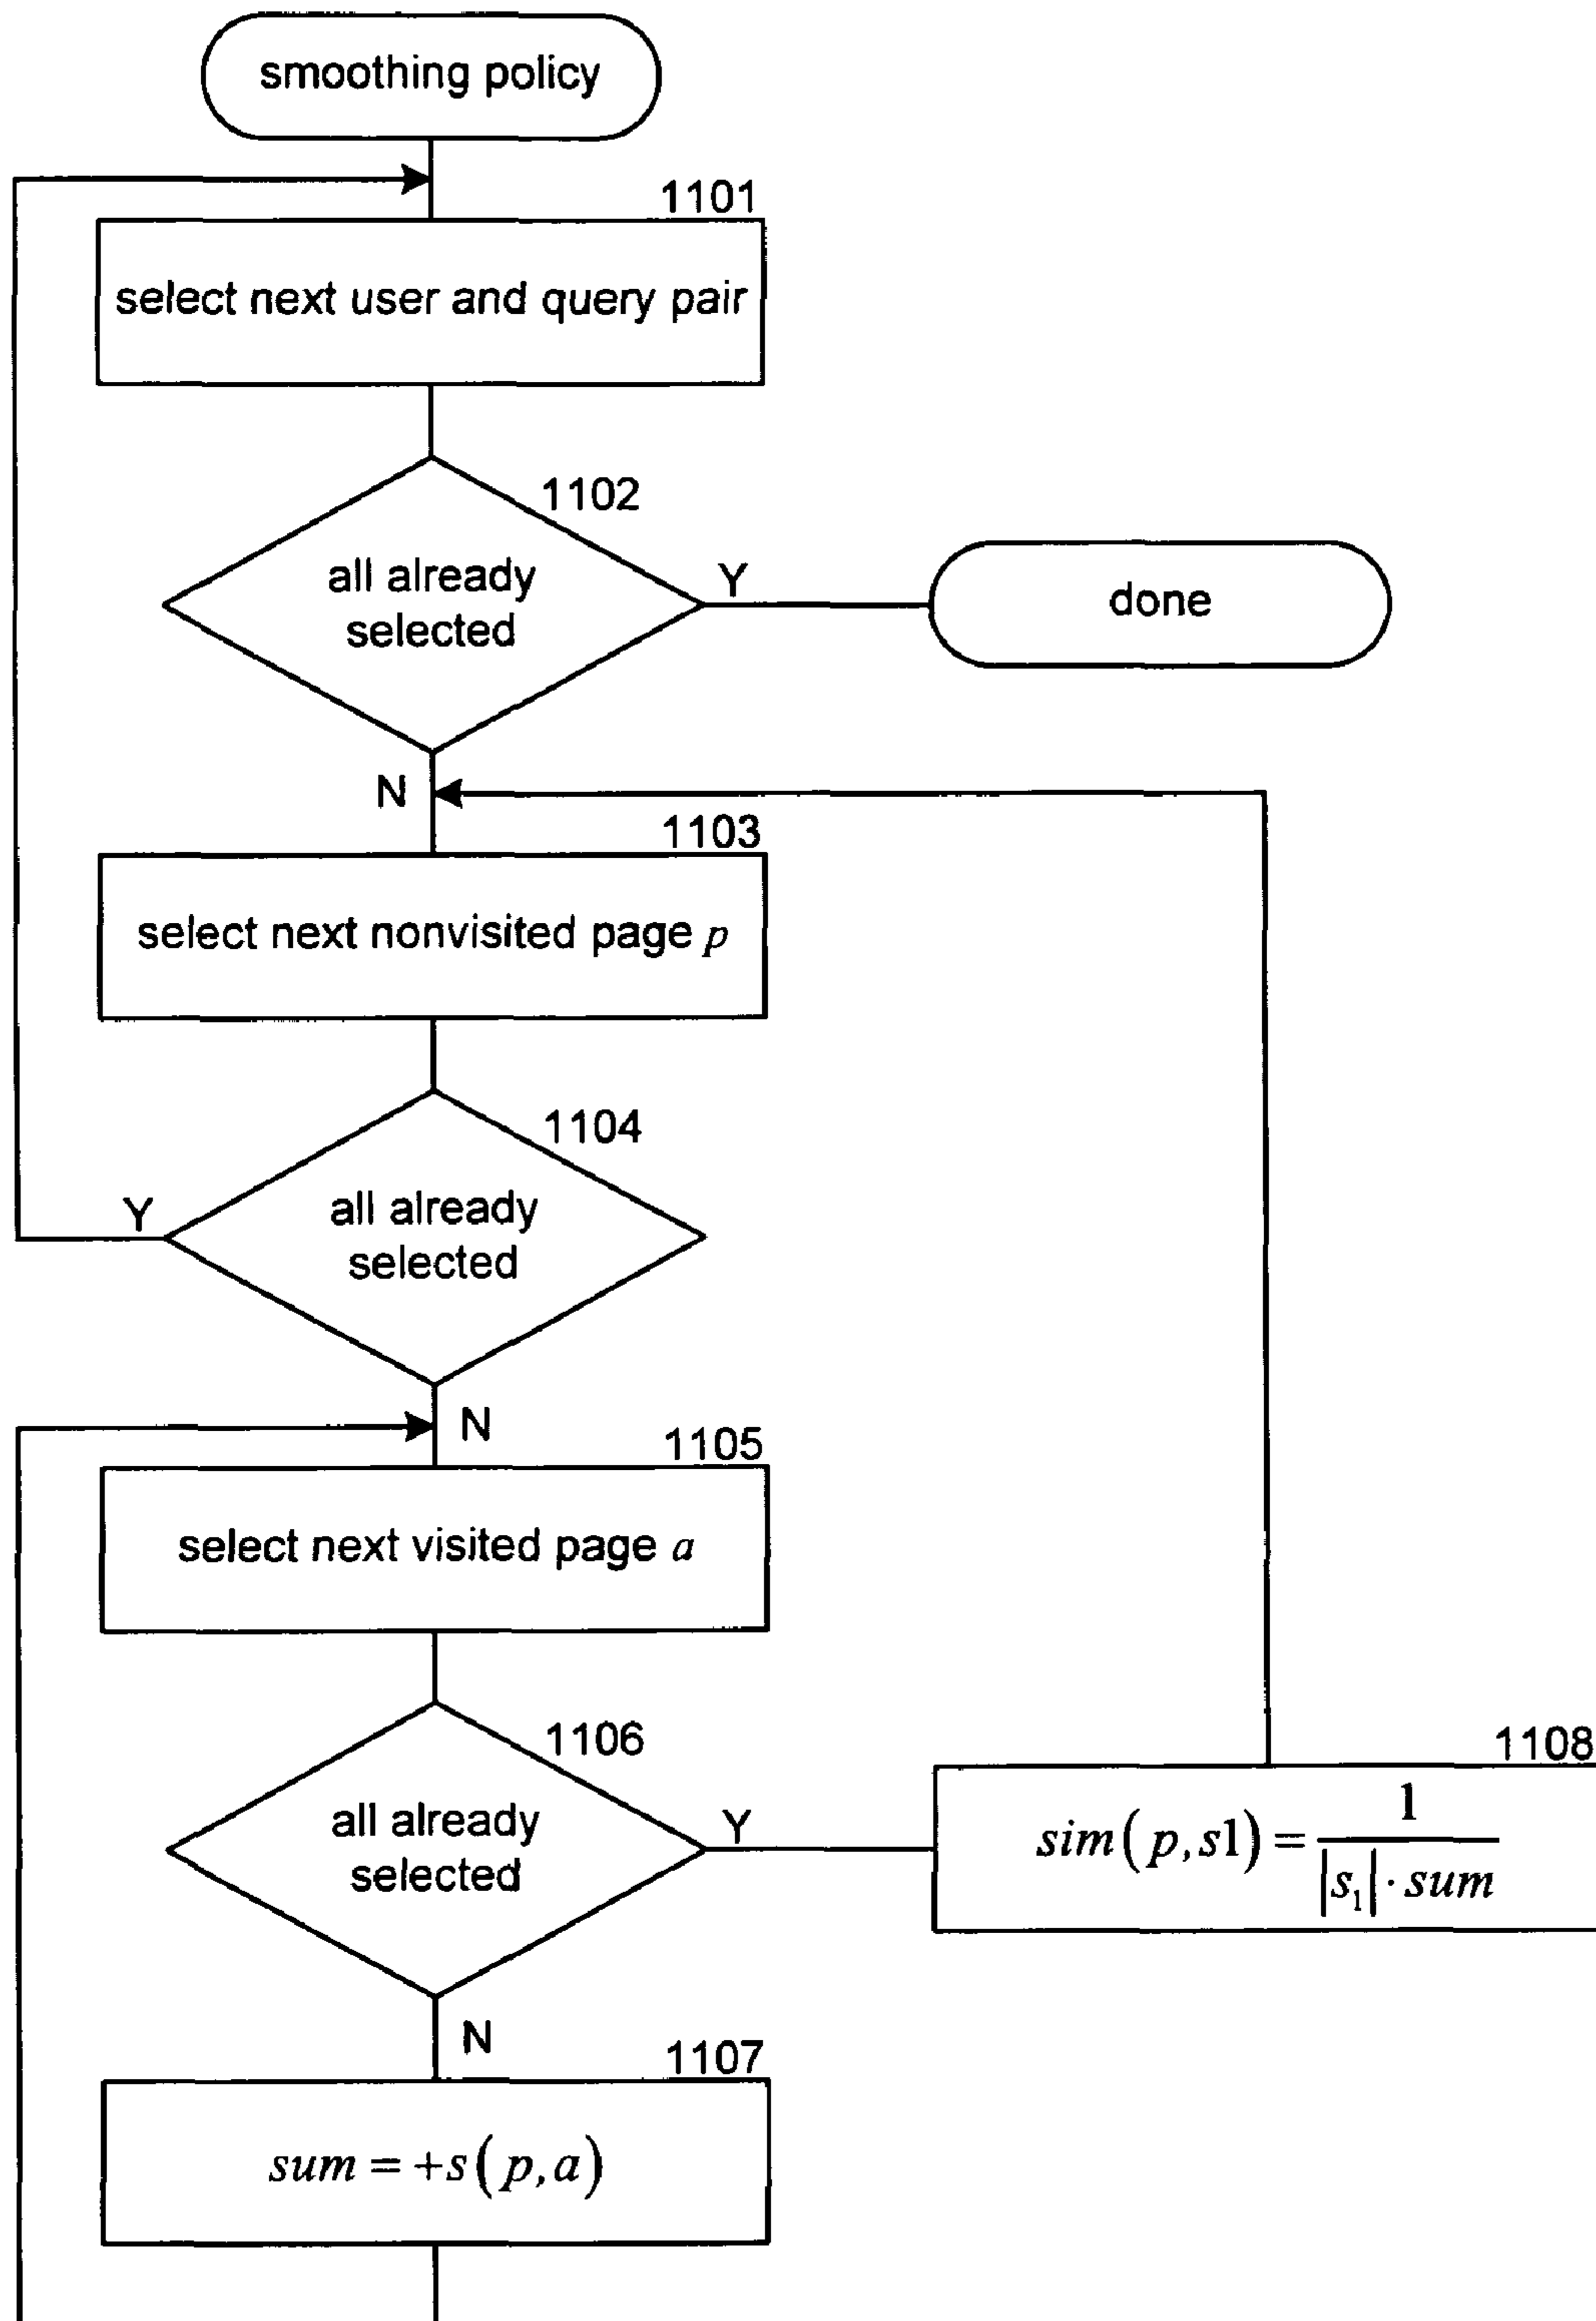 smoothing policy
1101
select next user and query pair
1102
all already
selected
Y
done
N
1103
select next nonvisited page p
1104
all already
selected
Y
N
1105
select next visited page a
1106
all already
selected
Y
1108
sim(p,s1) = 1 / |s₁| · sum
N
1107
sum = +s(p,a)